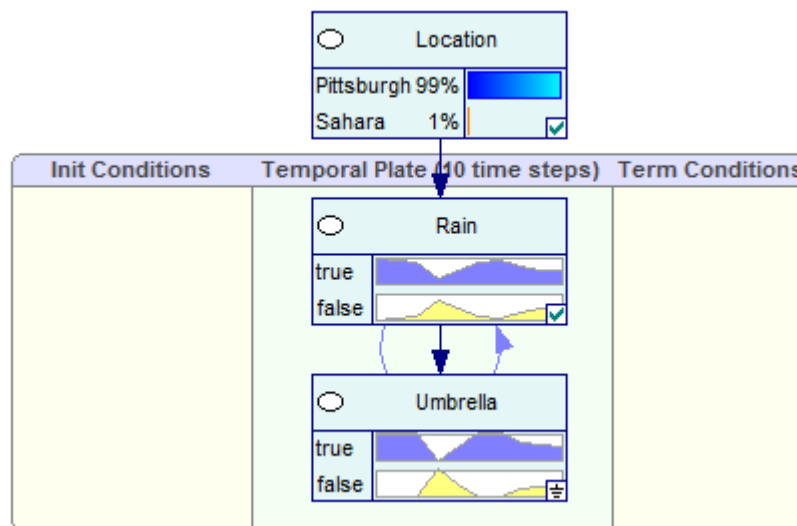 Location
Pittsburgh 99%
Sahara 1%
Init Conditions Temporal Plate (10 time steps) Term Conditions
Rain
true
false
Umbrella
true
false